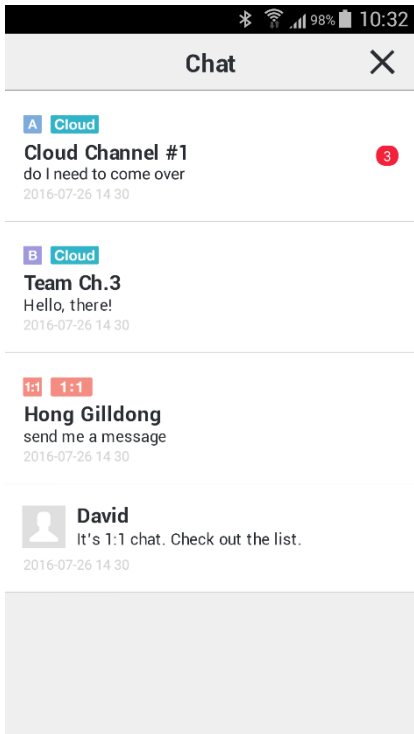 98% 10:32
Chat
A Cloud
Cloud Channel #1
3
do I need to come over
2016-07-26 14 30
B Cloud
Team Ch.3
Hello, there!
2016-07-26 14 30
1:1 1:1
Hong Gilldong
send me a message
2016-07-26 14 30
David
It's 1:1 chat. Check out the list.
2016-07-26 14 30